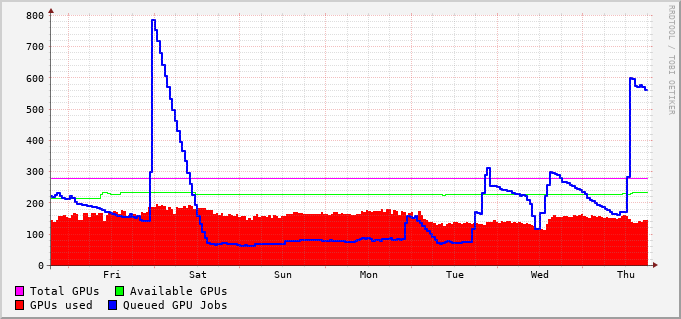 800
700
600
500
400
300
200
100
0
Fri Sat Sun Mon Tue Wed Thu
Total GPUs Available GPUs
GPUs used Queued GPU Jobs
RRDTOOL / TOBI OETIKER